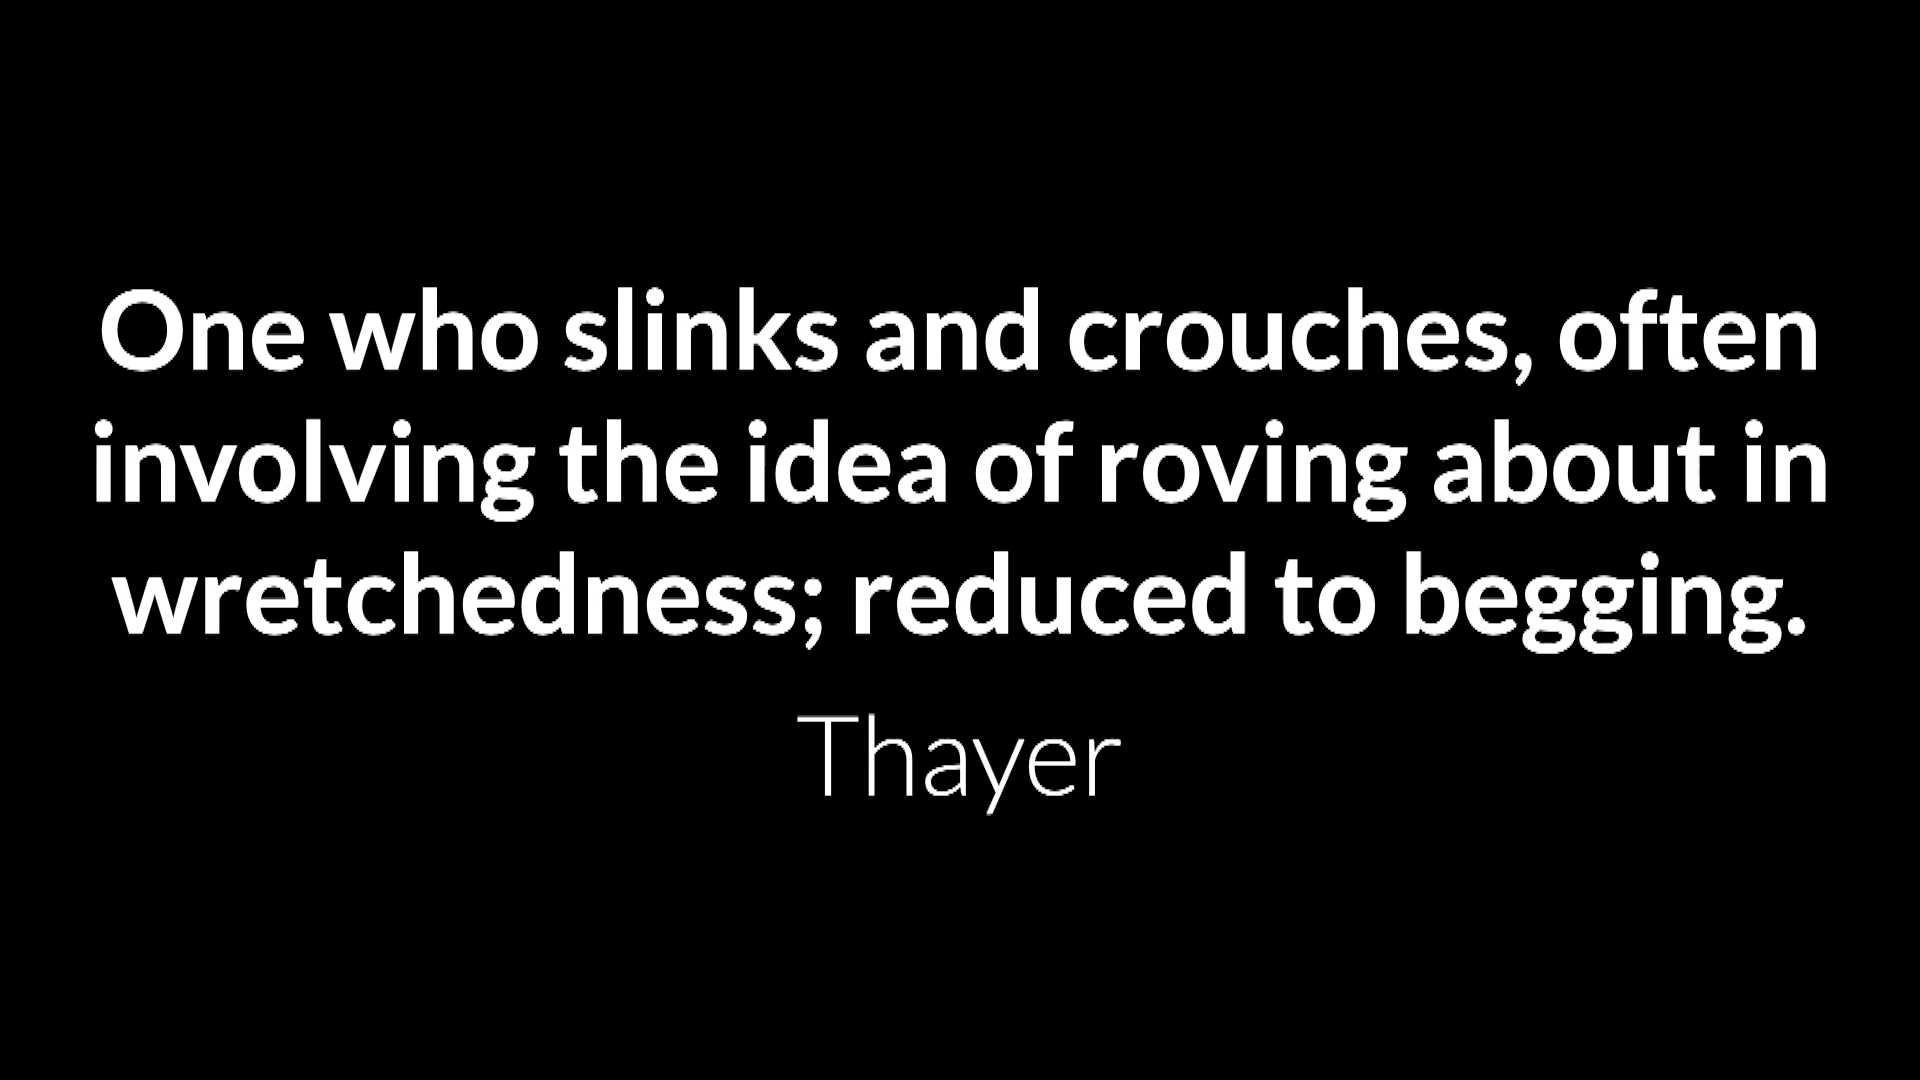 One who slinks and crouches, often
involving the idea of roving about in
wretchedness; reduced to begging.
Thayer